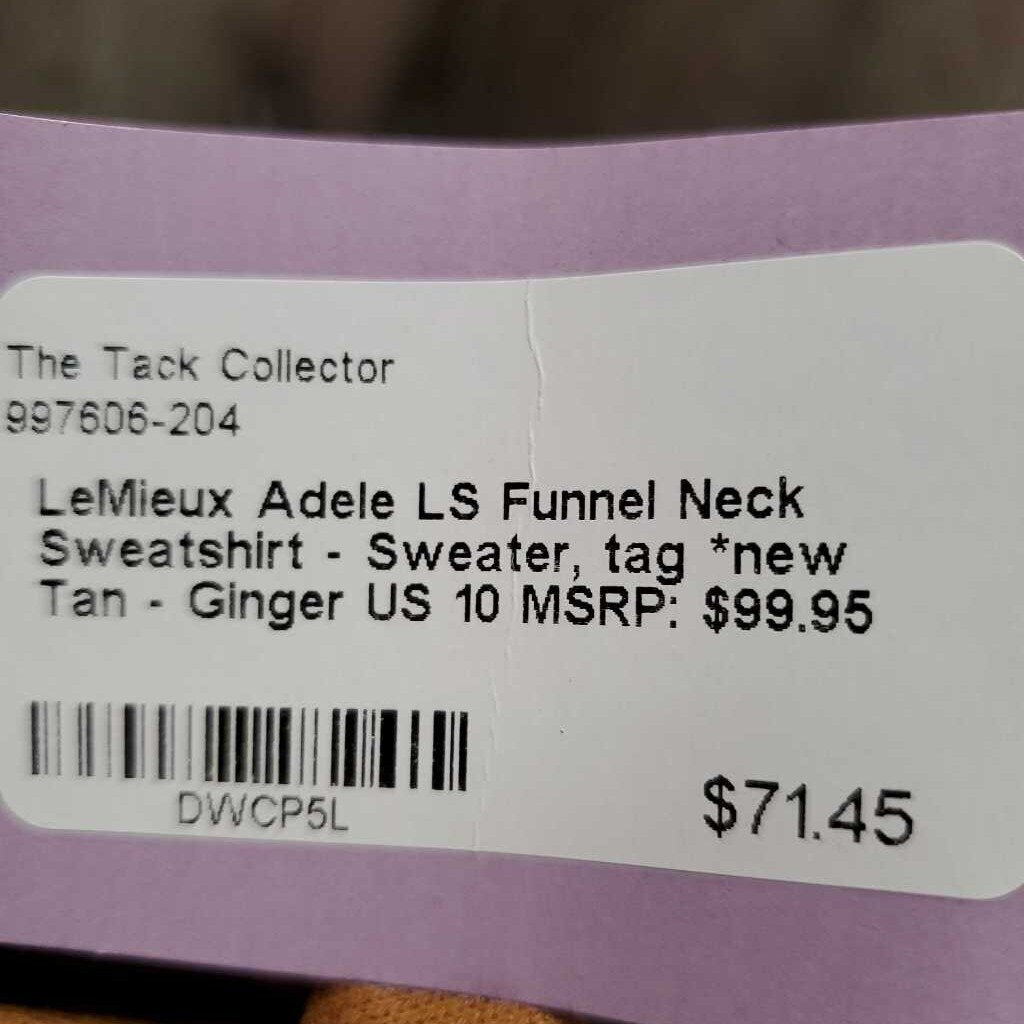 The Tack Collector
997606-204
LeMieux Adele LS Funnel Neck
Sweatshirt - Sweater, tag *new
Tan - Ginger US 10 MSRP: $99.95
DWCP5L
$71.45